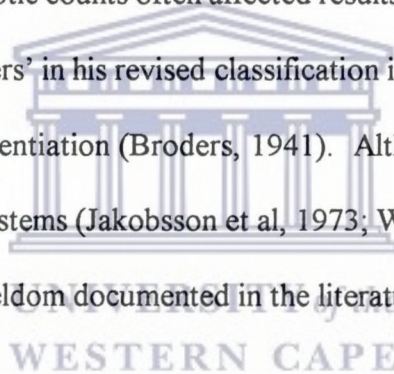 otic counts often affected results
ers’ in his revised classification i
entiation (Broders, 1941). Alt
stems (Jakobsson et al, 1973; W
eldom documented in the literat
UNIVERSITY of the
WESTERN CAPE